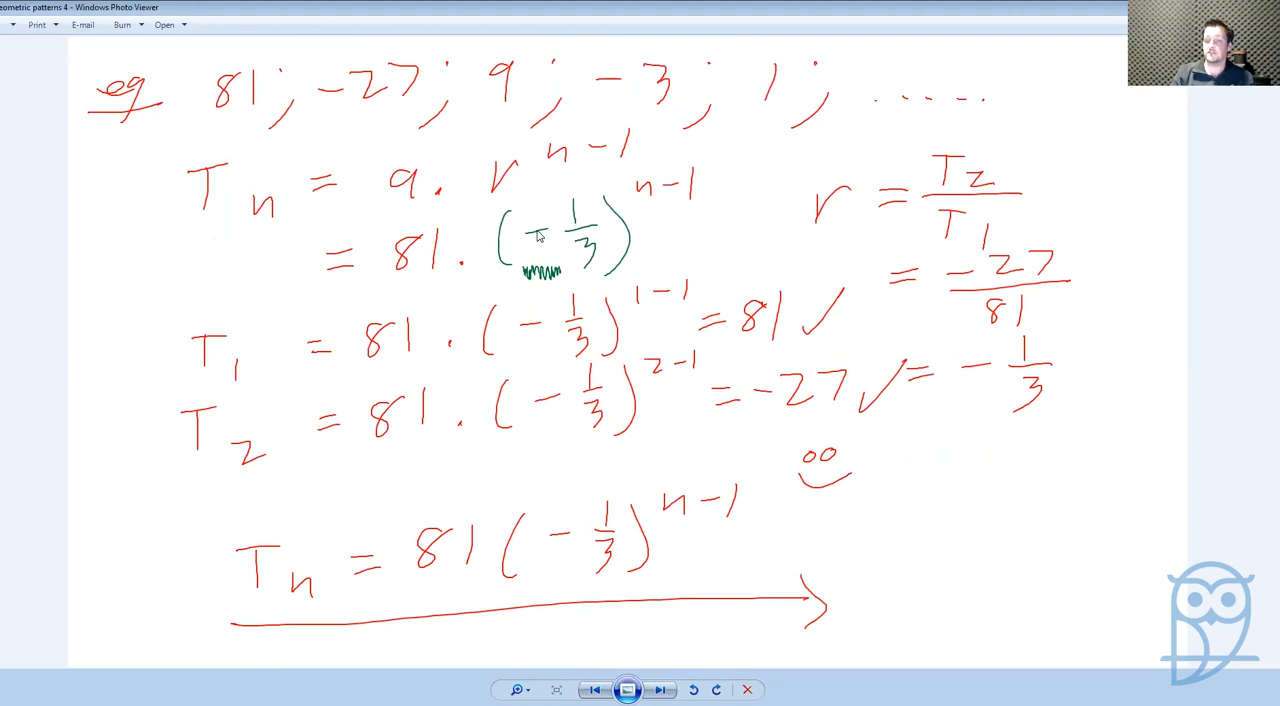 eometric patterns 4 - Windows Photo Viewer
Print E-mail Burn Open
eg 81; -27; 9; -3; 1; .....
Tn = a . r^(n-1)
= 81 . (-1/3)^(n-1)
r = T2/T1
= -27/81
= -1/3
T1 = 81 . (-1/3)^(1-1) = 81 ✓
T2 = 81 . (-1/3)^(2-1) = -27 ✓
Tn = 81(-1/3)^(n-1)